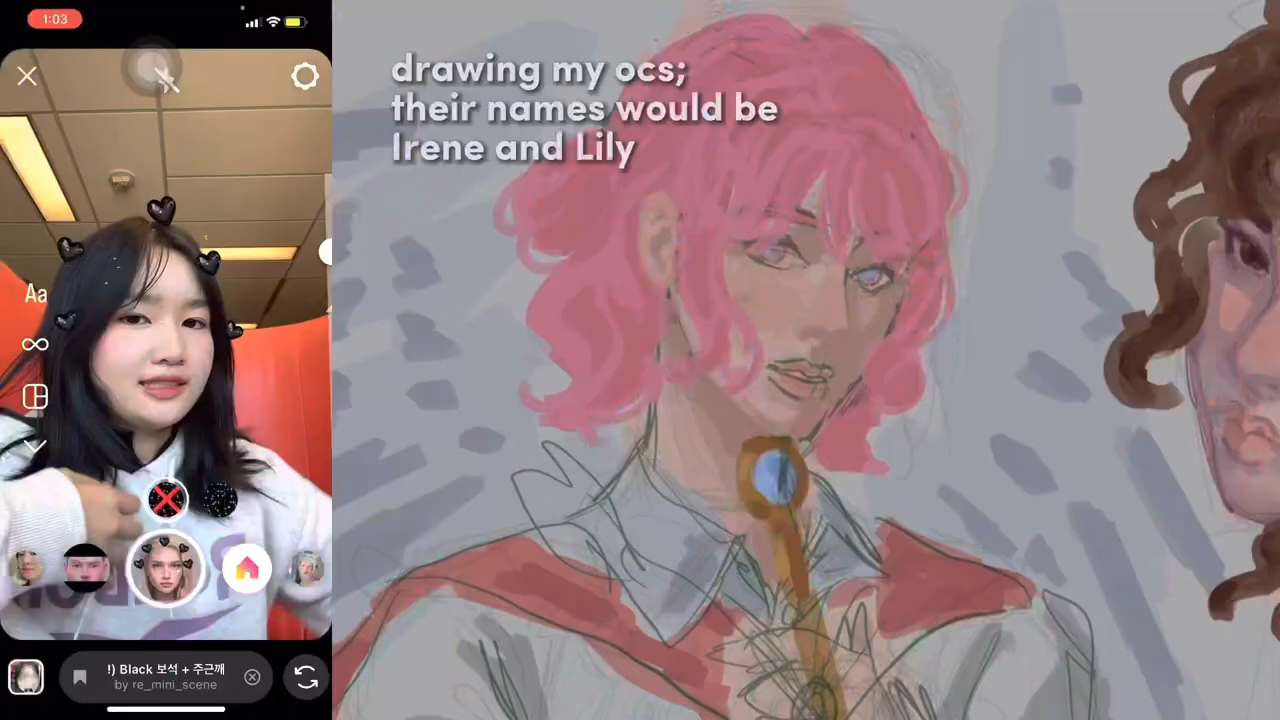 1:03
drawing my ocs;
their names would be
Irene and Lily
Aa
!) Black 보석 + 주근깨
by re_mini_scene